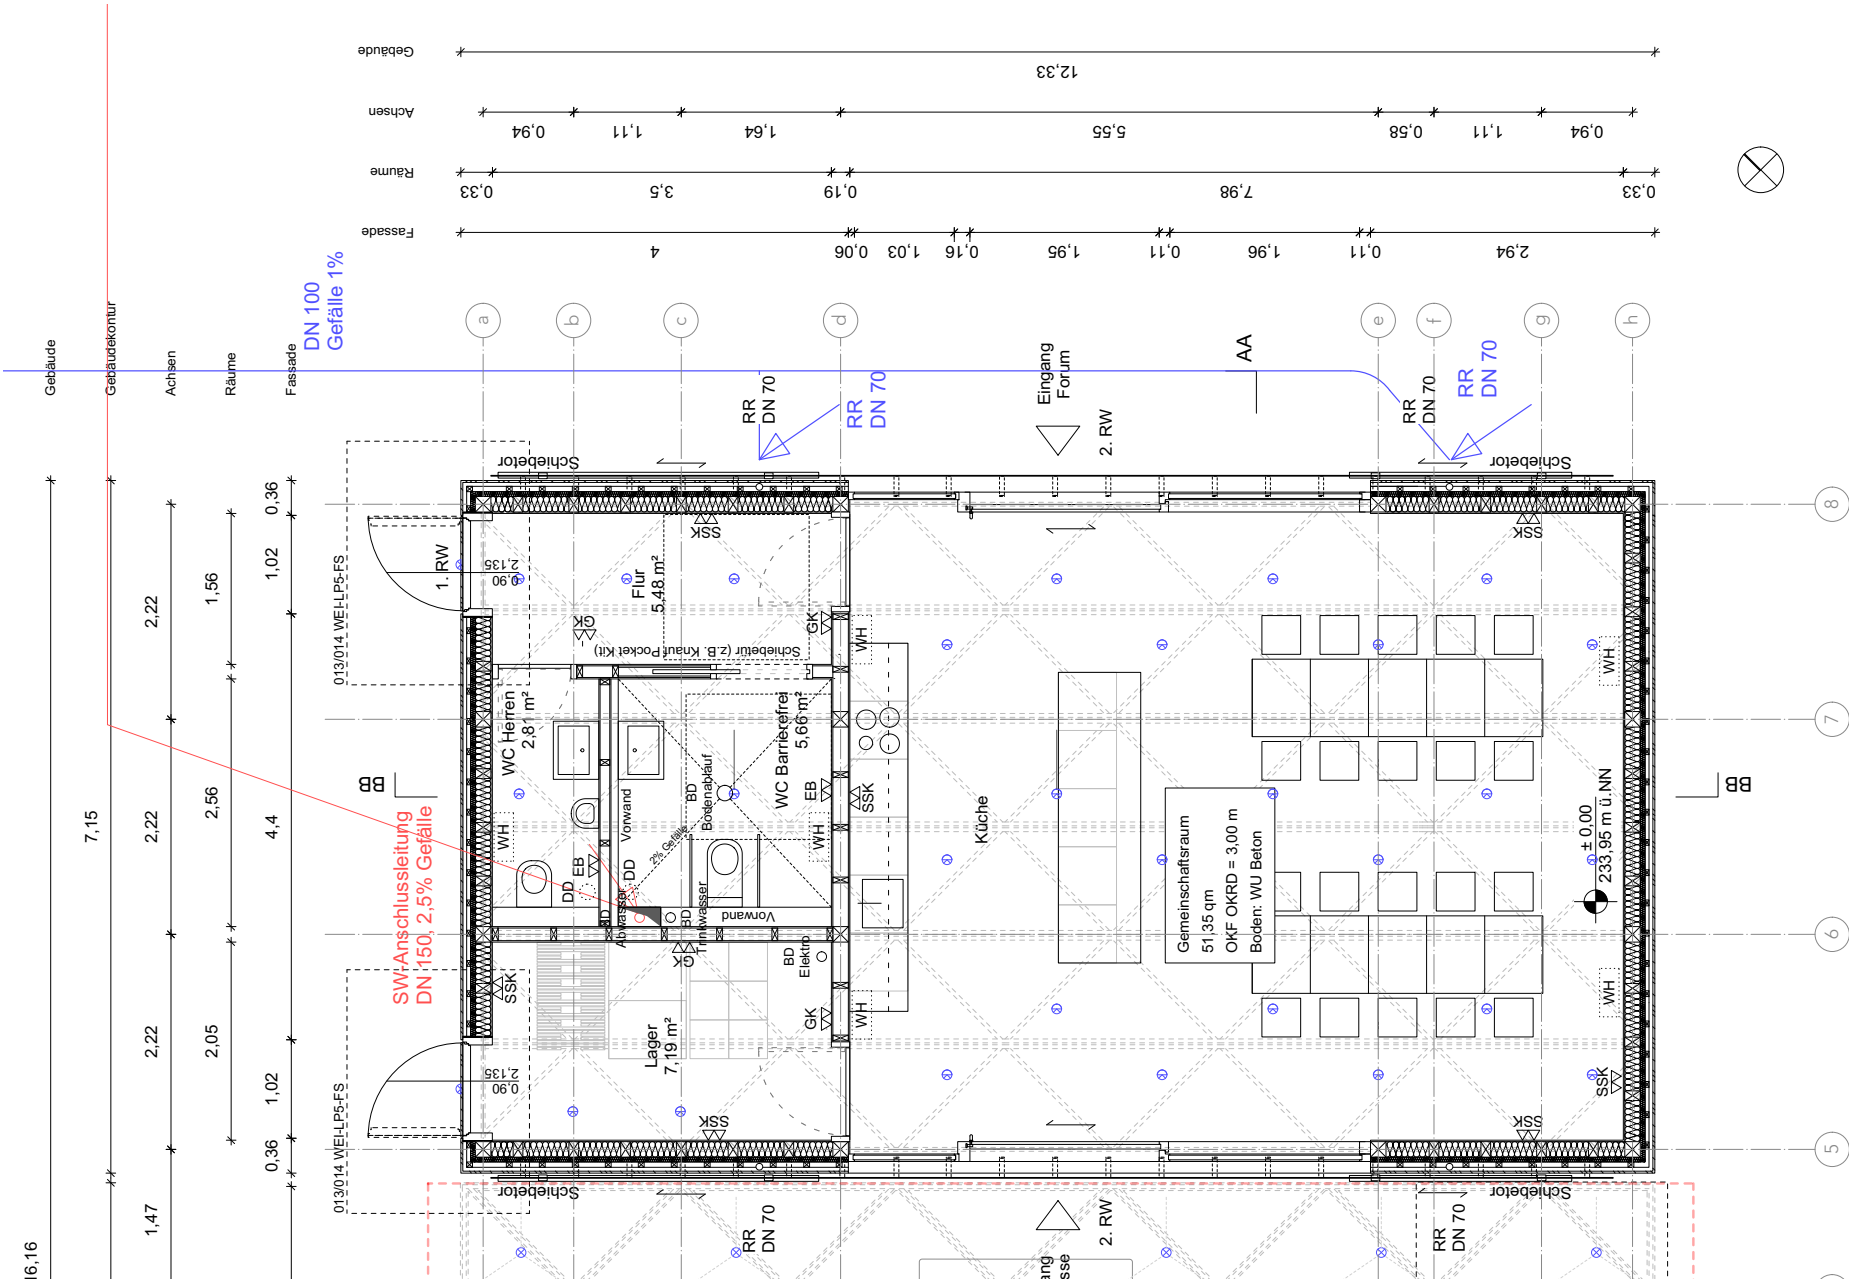 Gebäude
12,33
Achsen
0,94
1,11
1,64
5,55
0,58
1,11
0,94
Räume
0,33
3,5
0,19
7,98
0,33
Fassade
4
0,06
1,03
0,16
1,95
0,11
1,96
0,11
2,94
DN 100
Gefälle 1%
Gebäude
Gebäudekontur
Achsen
Räume
Fassade
a
b
c
d
e
f
g
h
RR
DN 70
RR
DN 70
Eingang
Forum
2. RW
AA
RR
DN 70
RR
DN 70
Schiebetor
Schiebetor
8
7
6
5
16,16
7,15
2,22
2,22
2,22
1,47
1,56
2,56
2,05
0,36
1,02
4,4
1,02
0,36
013/014 WEI-LP5-FS
1. RW
0,90
2,135
SSK
Flur
5,48 m²
GK
GK
Schiebetür (z.B. Knauf Pocket Kit)
WH
SSK
WH
WC Herren
2,81 m²
WC Barrierefrei
5,66 m²
BB
BB
SW-Anschlussleitung
DN 150, 2,5% Gefälle
WH
Vorwand
BD
Bodenablauf
2% Gefälle
EB
SSK
WH
EB
DD
DD
BD
Abwasser
BD
Trinkwasser
Vorwand
Küche
Gemeinschaftsraum
51,35 qm
OKF OKRD = 3,00 m
Boden: WU Beton
± 0,00
233,95 m ü.NN
SSK
GK
BD
Elektro
GK
WH
WH
Lager
7,19 m²
0,90
2,135
013/014 WEI-LP5-FS
SSK
SSK
SSK
Schiebetor
Schiebetor
RR
DN 70
2. RW
RR
DN 70
ang
sse